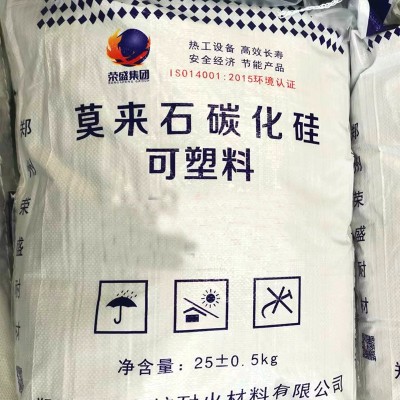 荣盛集团
热工设备 高效长寿
安全经济 节能产品
ISO14001:2015环境认证
莫来石碳化硅
可塑料
净含量：25±0.5kg
耐火材料有限公司
郑州荣盛耐材